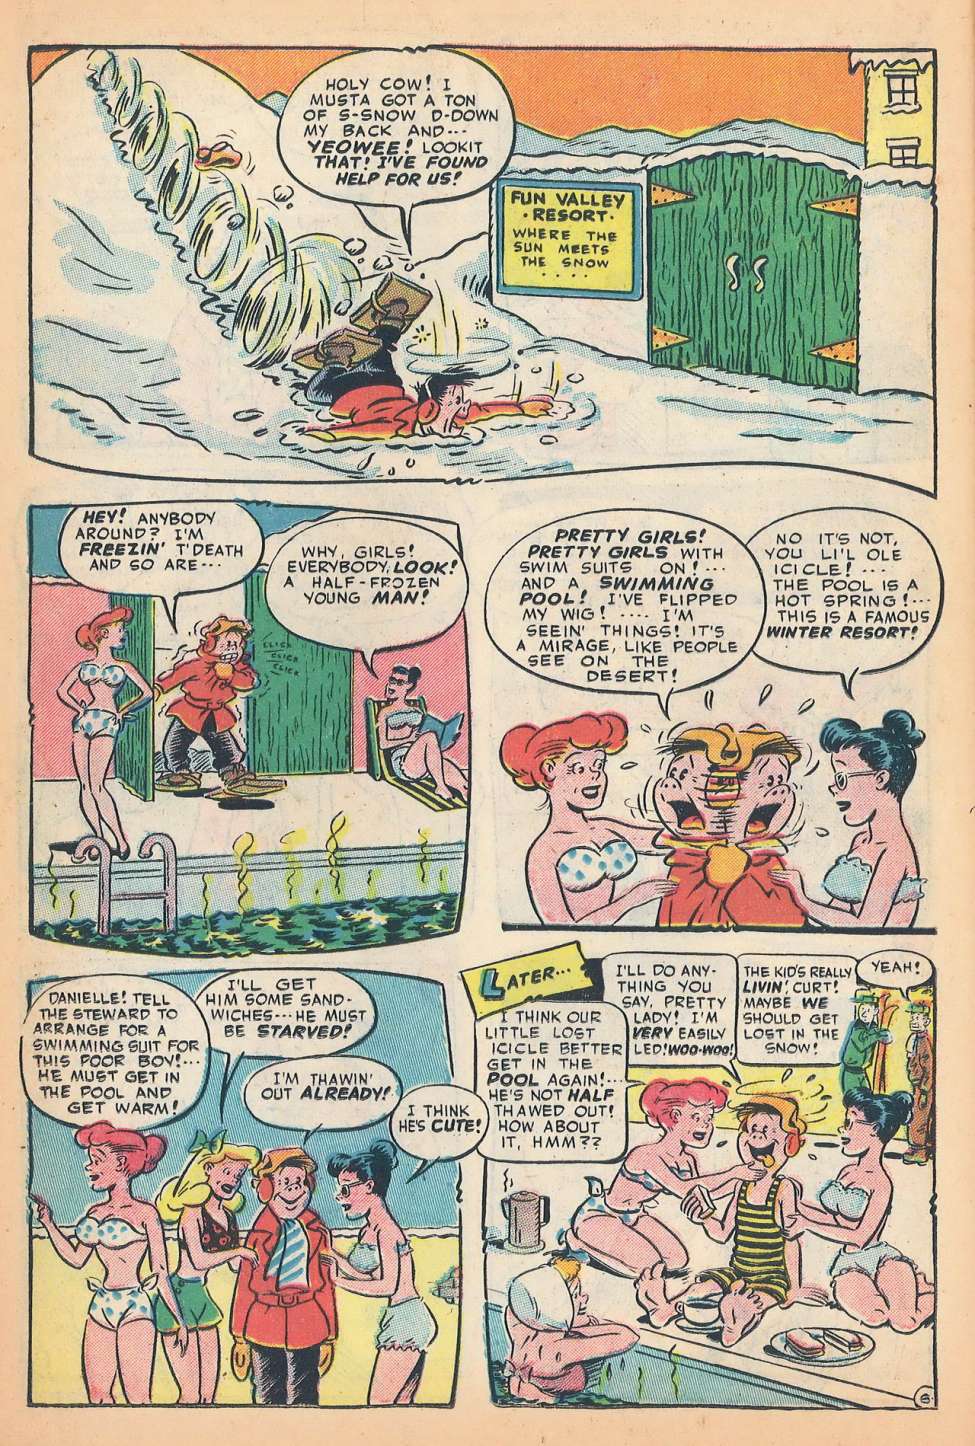 HOLY COW! I
MUSTA GOT A TON
OF S-SNOW D-DOWN
MY BACK AND---
YEOWEE! LOOKIT
THAT! I'VE FOUND
HELP FOR US!
FUN VALLEY
·RESORT·
WHERE THE
SUN MEETS
THE SNOW
....
HEY! ANYBODY
AROUND? I'M
FREEZIN' T'DEATH
AND SO ARE---
WHY, GIRLS!
EVERYBODY, LOOK!
A HALF-FROZEN
YOUNG MAN!
CLICK
CLICK
CLICK
PRETTY GIRLS!
PRETTY GIRLS WITH
SWIM SUITS ON!---
AND A SWIMMING
POOL! I'VE FLIPPED
MY WIG! ---- I'M
SEEIN' THINGS! IT'S
A MIRAGE, LIKE PEOPLE
SEE ON THE
DESERT!
NO IT'S NOT,
YOU LI'L OLE
ICICLE! ---
THE POOL IS A
HOT SPRING!---
THIS IS A FAMOUS
WINTER RESORT!
DANIELLE! TELL
THE STEWARD TO
ARRANGE FOR A
SWIMMING SUIT FOR
THIS POOR BOY!---
HE MUST GET IN
THE POOL AND
GET WARM!
I'LL GET
HIM SOME SAND-
WICHES---HE MUST
BE STARVED!
I'M THAWIN'
OUT ALREADY!
I THINK
HE'S CUTE!
LATER...
I THINK OUR
LITTLE LOST
ICICLE BETTER
GET IN THE
POOL AGAIN!---
HE'S NOT HALF
THAWED OUT!
HOW ABOUT
IT, HMM??
I'LL DO ANY-
THING YOU
SAY, PRETTY
LADY! I'M
VERY EASILY
LED! WOO-WOO!
THE KID'S REALLY
LIVIN', CURT!
MAYBE WE
SHOULD GET
LOST IN THE
SNOW!
YEAH!
8